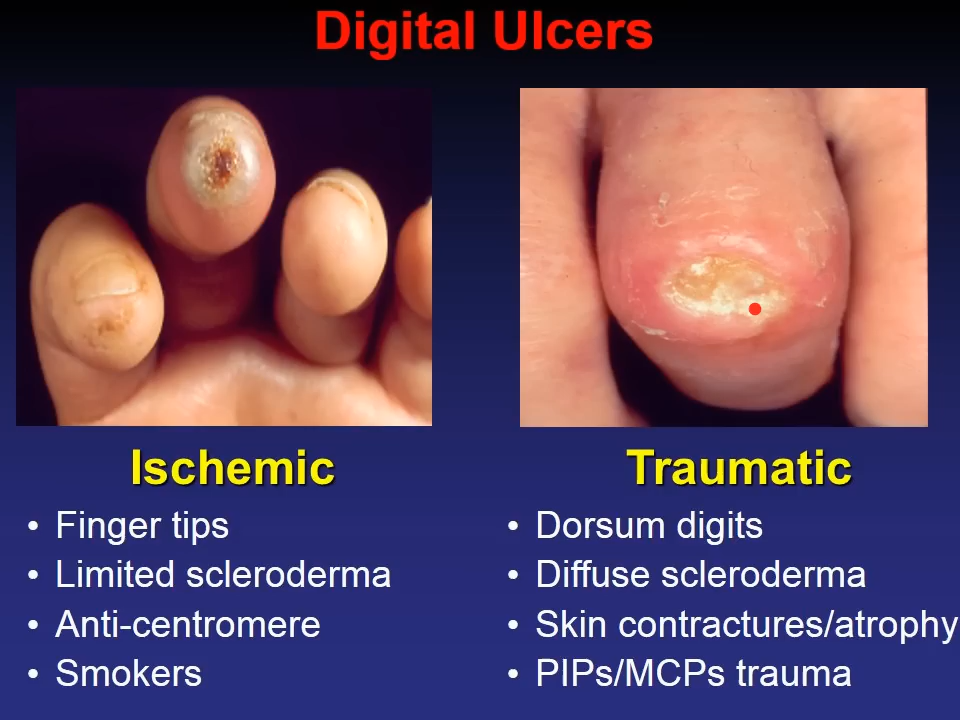 Digital Ulcers
Ischemic
• Finger tips
• Limited scleroderma
• Anti-centromere
• Smokers
Traumatic
• Dorsum digits
• Diffuse scleroderma
• Skin contractures/atrophy
• PIPs/MCPs trauma